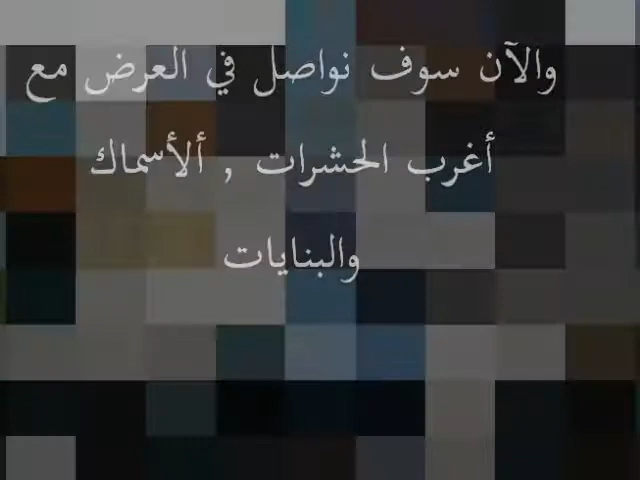 والآن سوف نواصل في العرض مع
أغرب الحشرات , ألأسماك
والبنايات